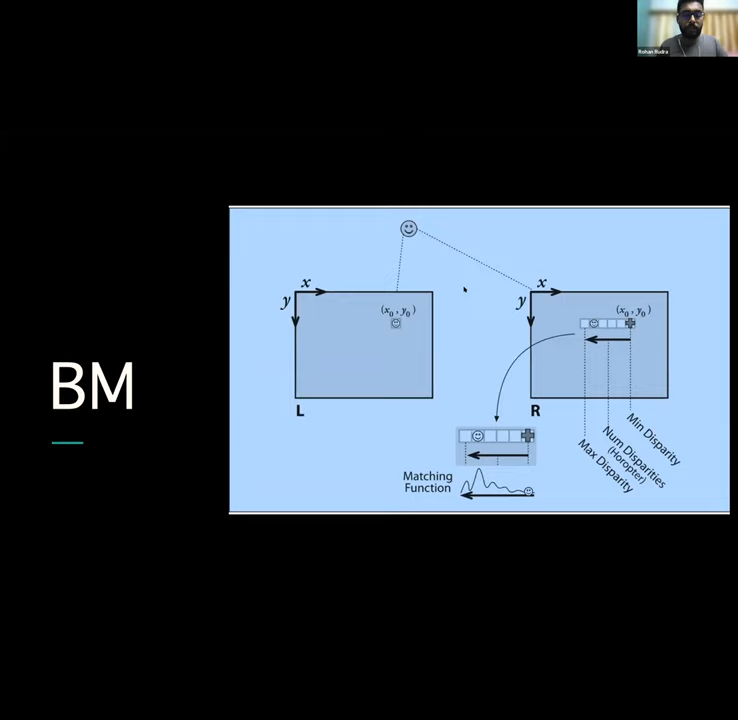 Rohan Rudra
BM
x
y
(x₀, y₀)
L
x
y
(x₀, y₀)
R
Min Disparity
Num Disparities
(Horopter)
Max Disparity
Matching
Function